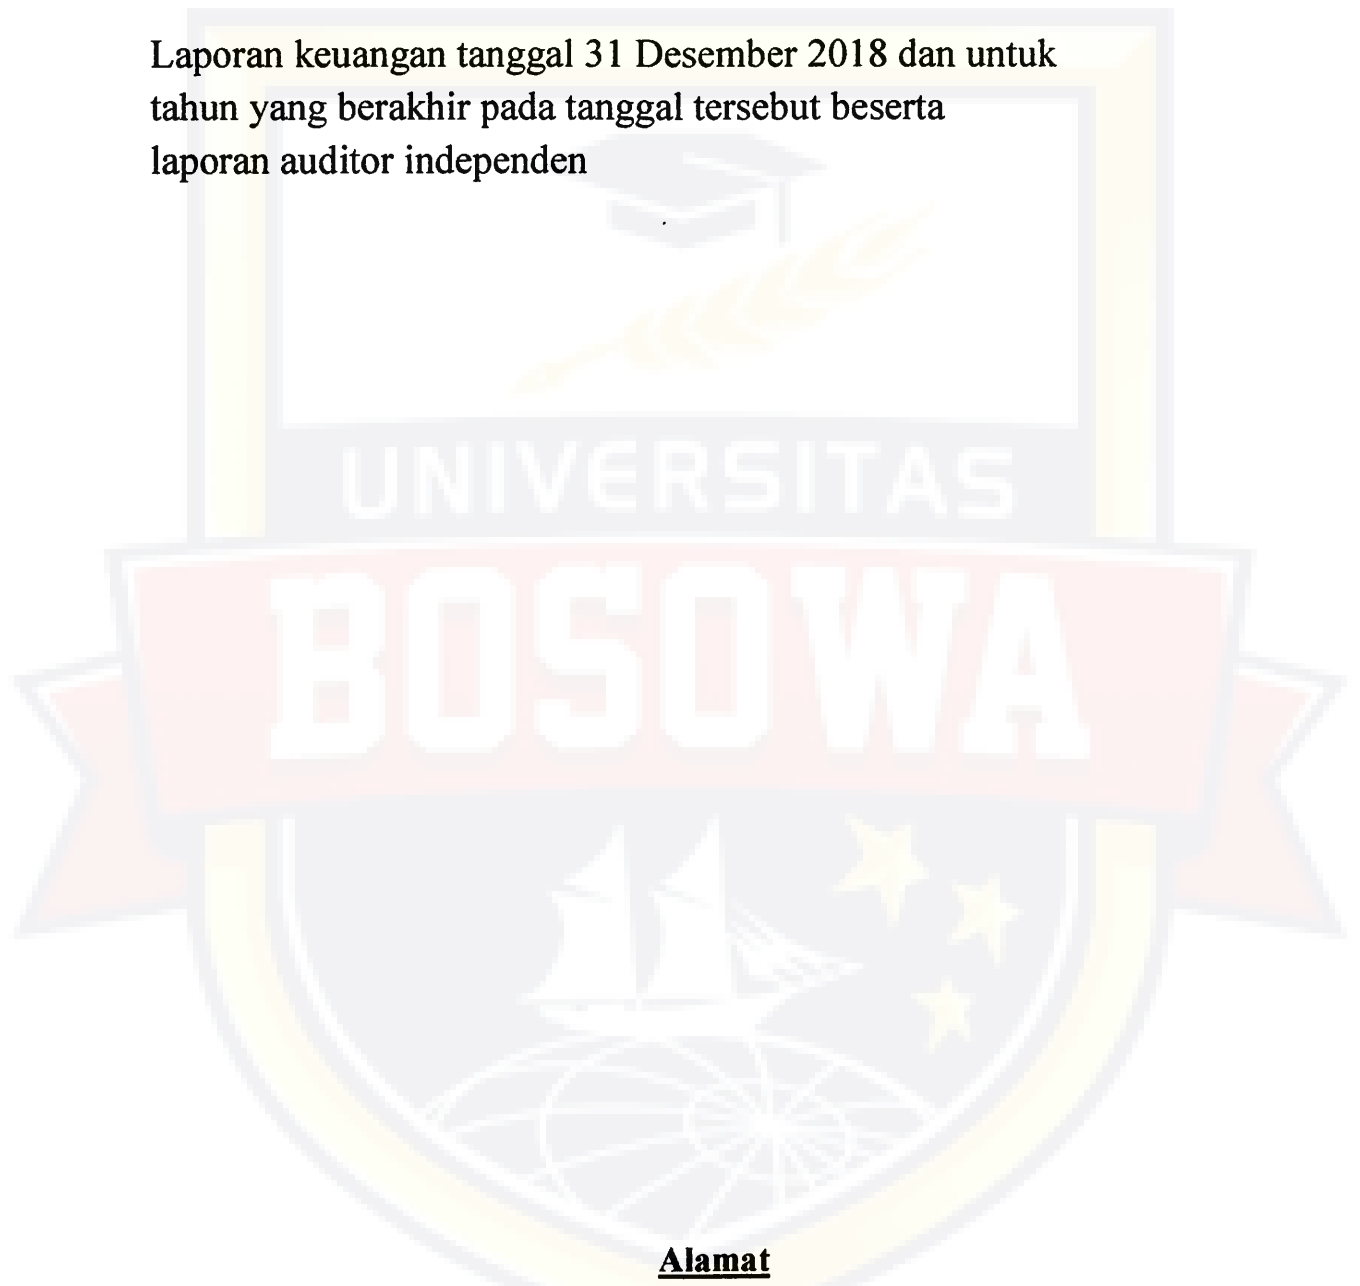 Laporan keuangan tanggal 31 Desember 2018 dan untuk
tahun yang berakhir pada tanggal tersebut beserta
laporan auditor independen
UNIVERSITAS
BOSOWA
Alamat